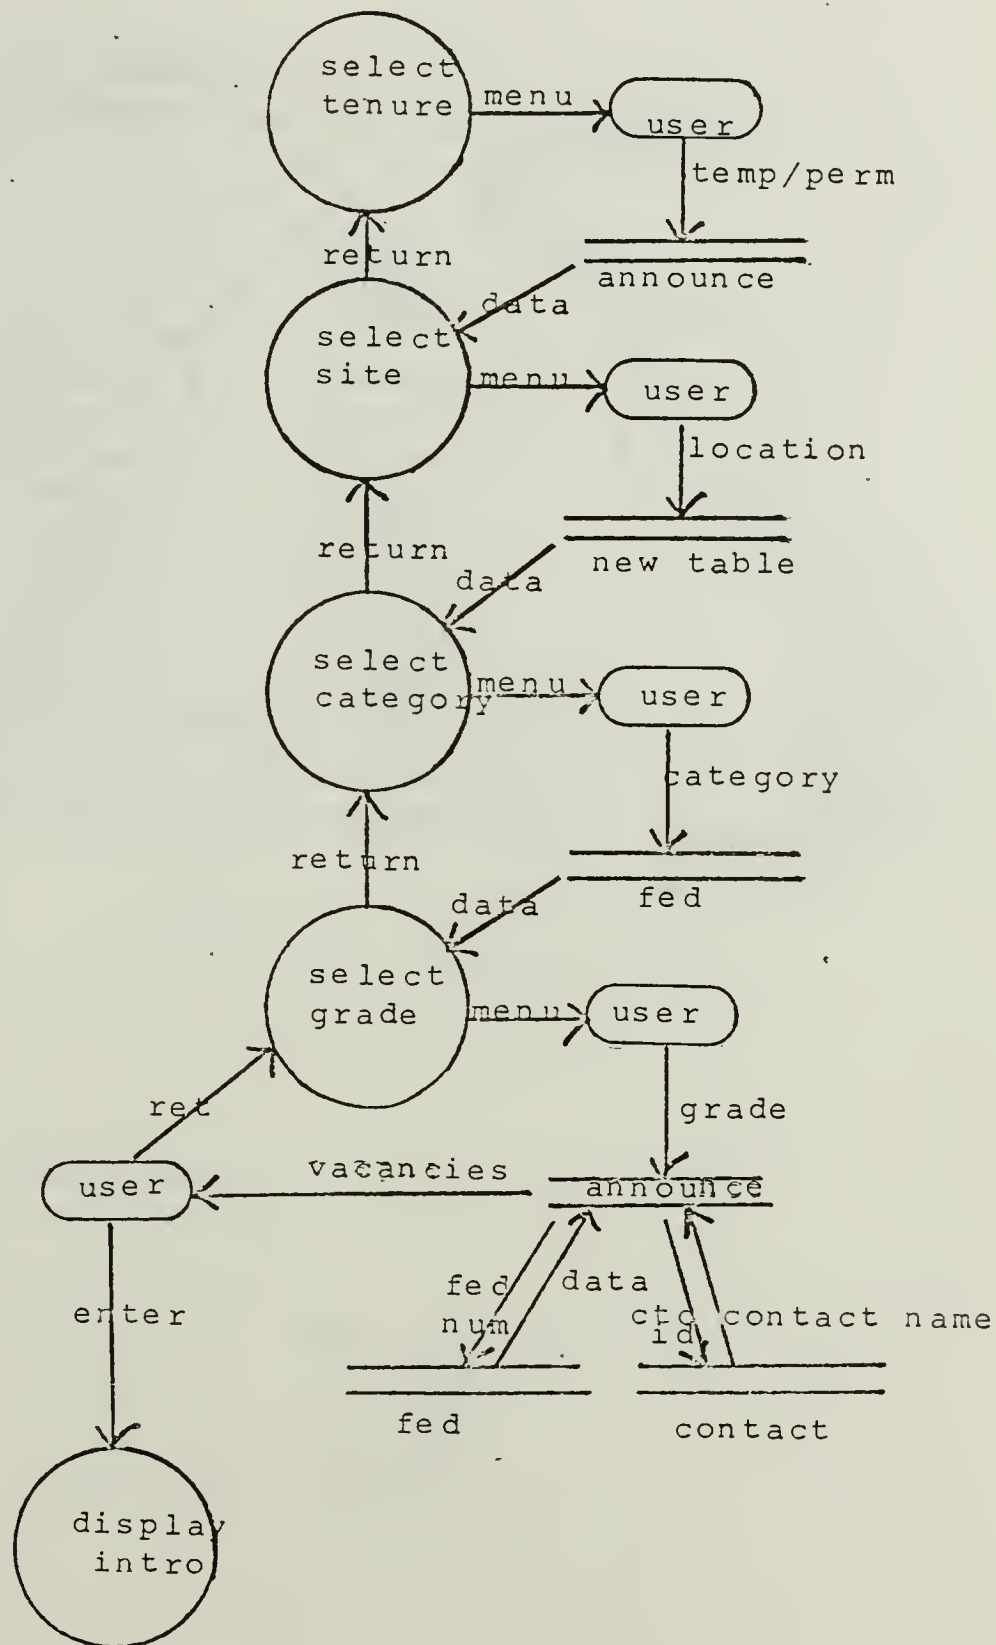 select
tenure
menu
user
temp/perm
announce
return
data
select
site
menu
user
location
new table
return
data
select
category
menu
user
category
fed
return
data
select
grade
menu
user
grade
ret
user
vacancies
announce
fed
num
data
ctc
id
contact name
enter
fed
contact
display
intro